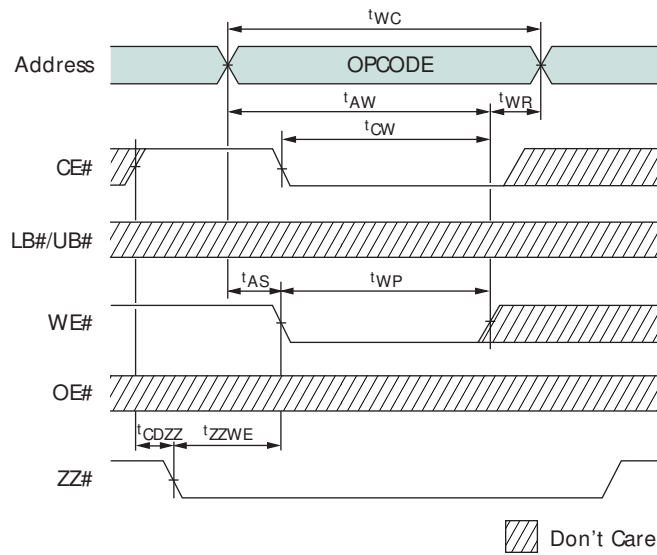 tWC
Address
OPCODE
tAW
tWR
tCW
CE#
LB#/UB#
tAS
tWP
WE#
OE#
tCDZZ
tZZWE
ZZ#
Don't Care